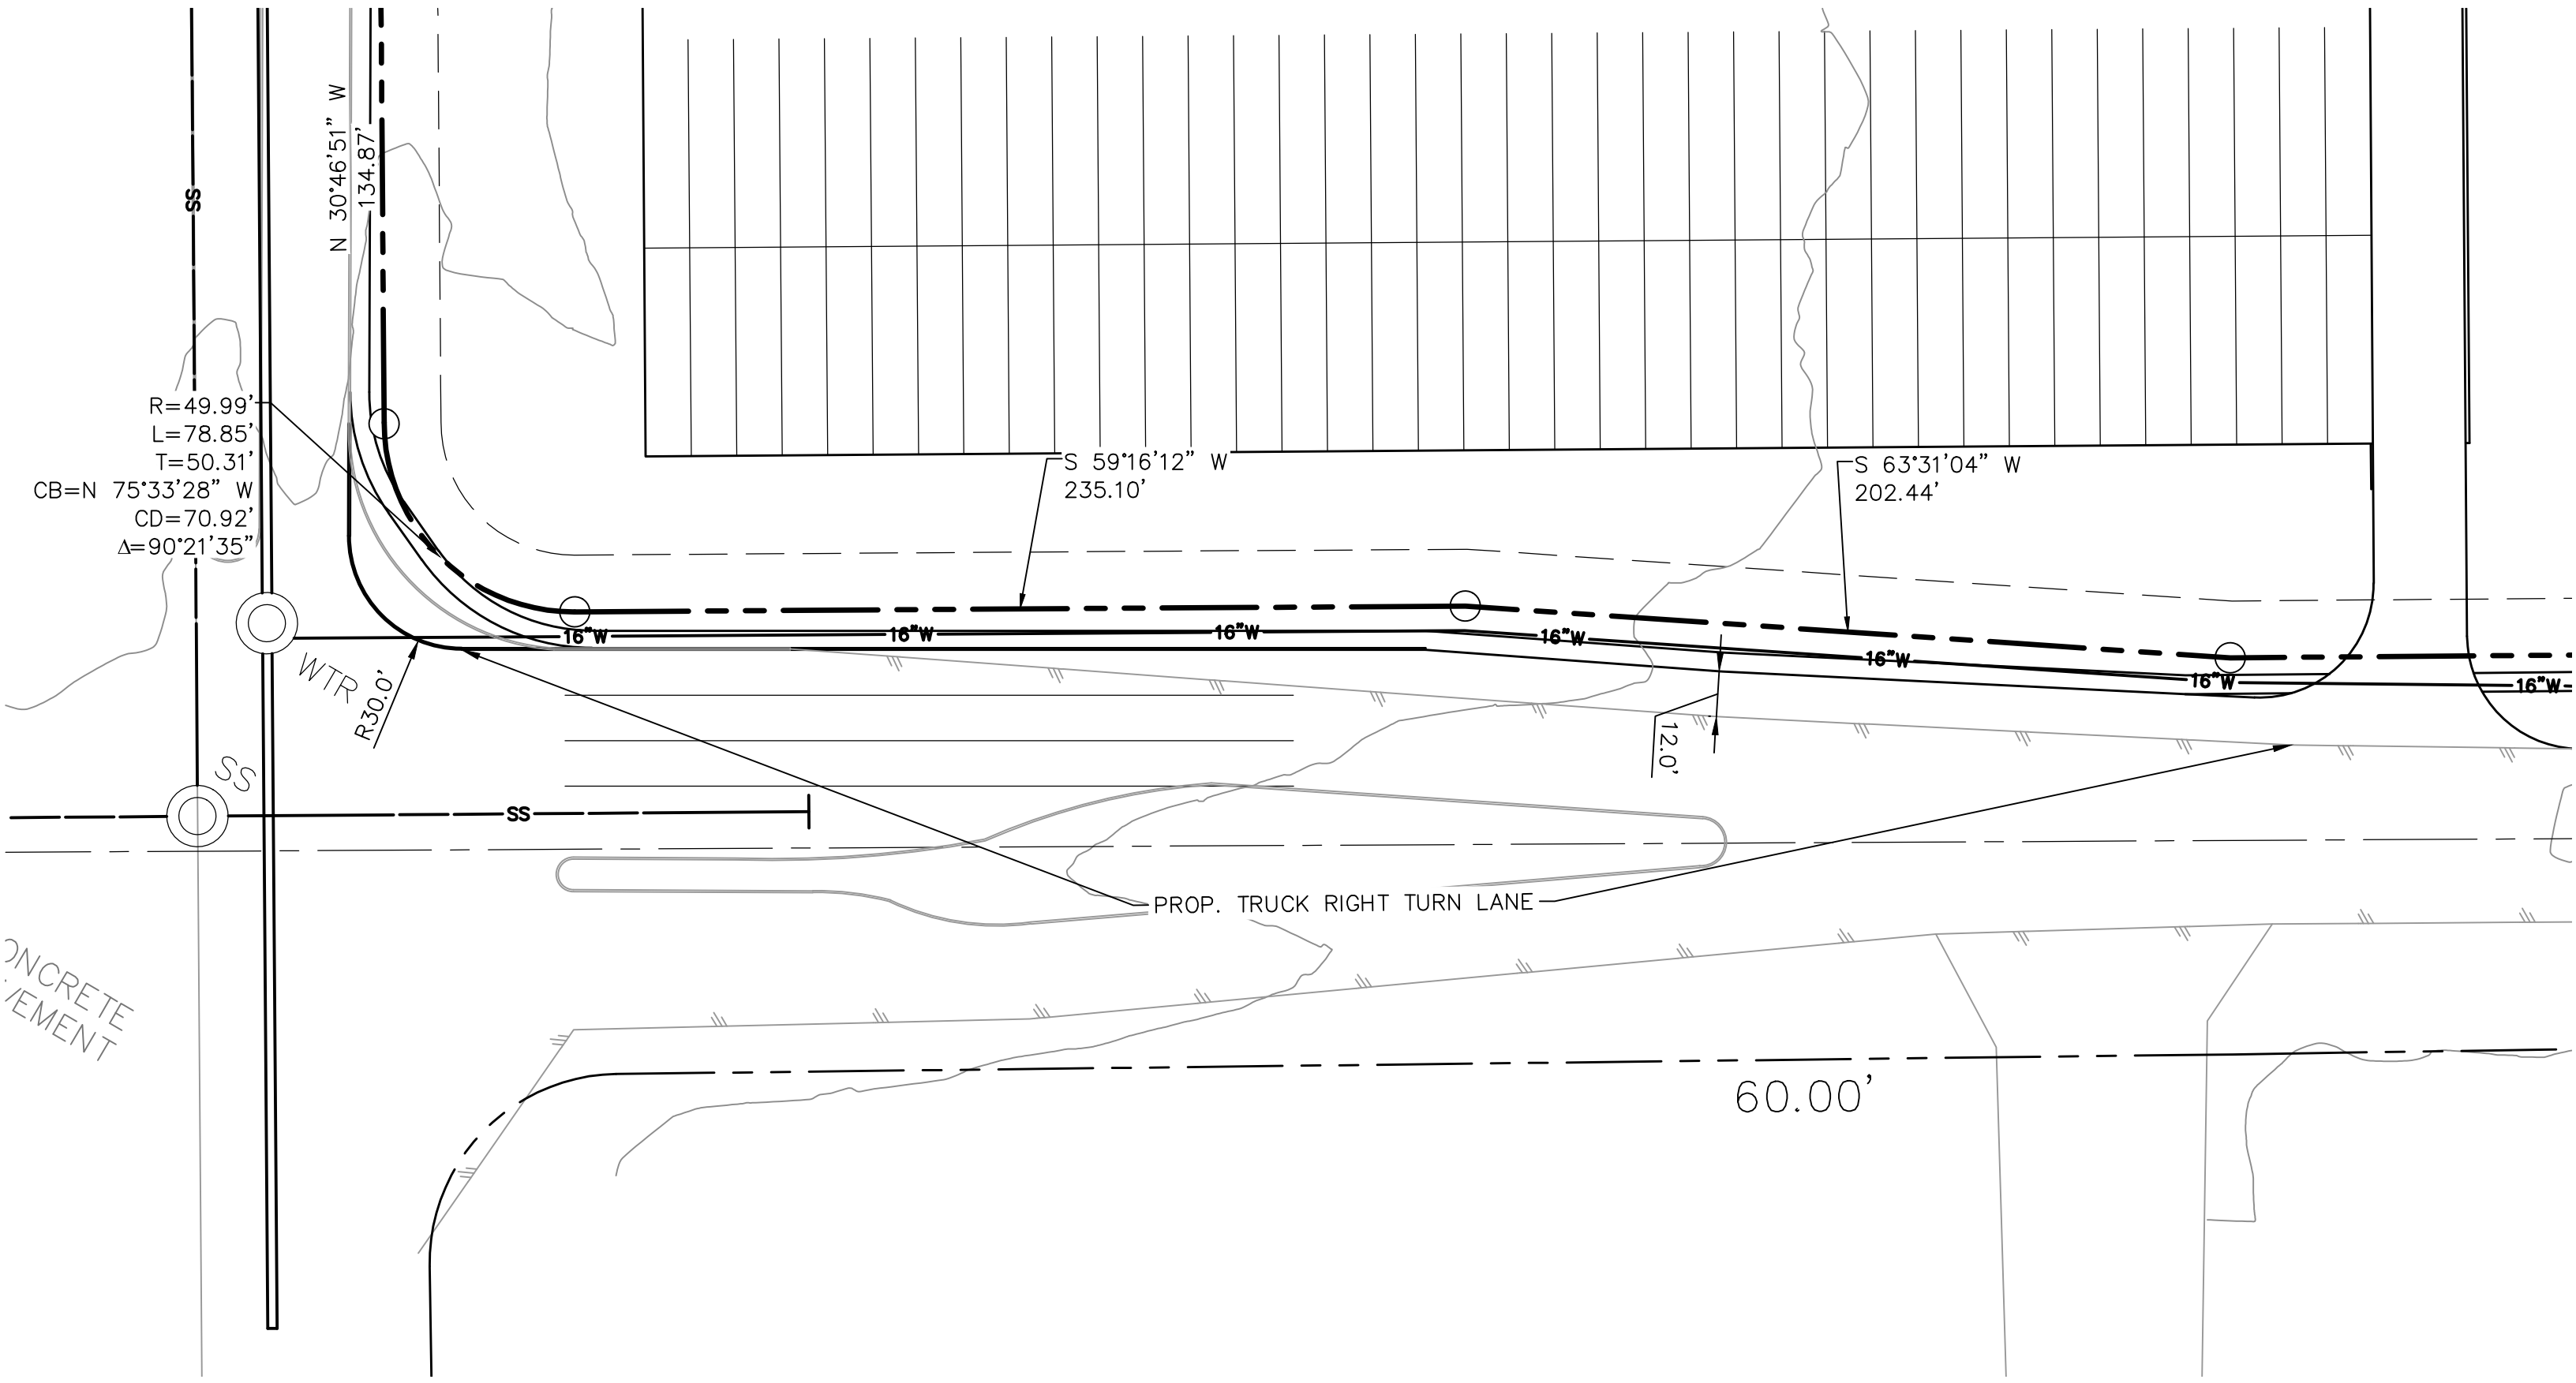 N 30°46'51" W
134.87'
SS
R=49.99'
L=78.85'
T=50.31'
CB=N 75°33'28" W
CD=70.92'
Δ=90°21'35"
S 59°16'12" W
235.10'
S 63°31'04" W
202.44'
16"W
16"W
16"W
16"W
16"W
16"W
16"W
WTR
R30.0'
12.0'
SS
SS
PROP. TRUCK RIGHT TURN LANE
60.00'